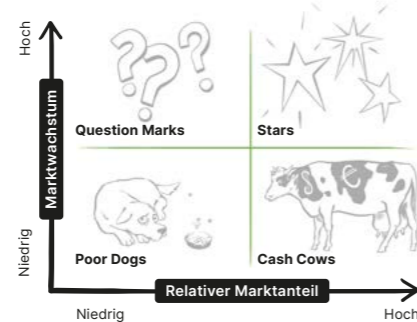 Hoch
Marktwachstum
Niedrig
Question Marks
Stars
Poor Dogs
Cash Cows
Relativer Marktanteil
Niedrig
Hoch